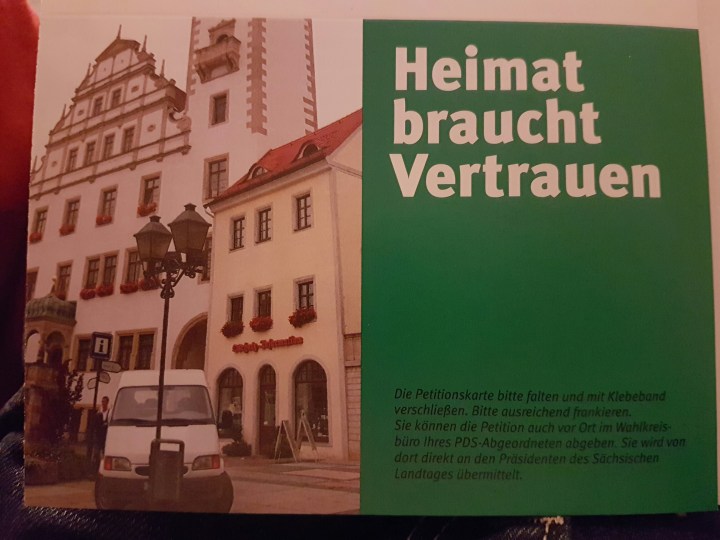 Heimat
braucht
Vertrauen
Die Petitionskarte bitte falten und mit Klebeband
verschließen. Bitte ausreichend frankieren.
Sie können die Petition auch vor Ort im Wahlkreis-
büro Ihres PDS-Abgeordneten abgeben. Sie wird von
dort direkt an den Präsidenten des Sächsischen
Landtages übermittelt.
i